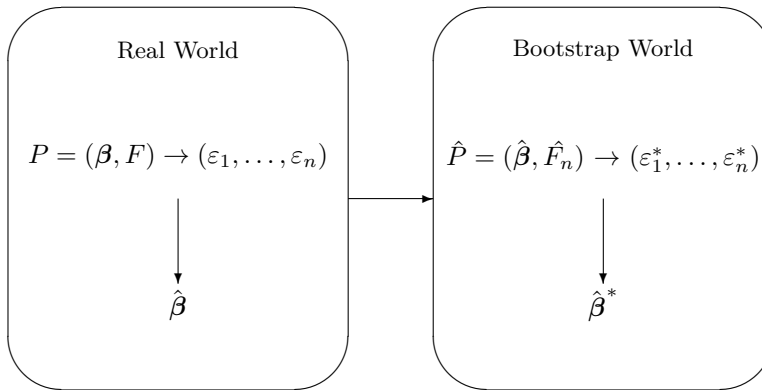 Real World
P = (β, F) → (ε₁, …, εₙ)
β̂
Bootstrap World
P̂ = (β̂, F̂ₙ) → (ε₁*, …, εₙ*)
β̂*